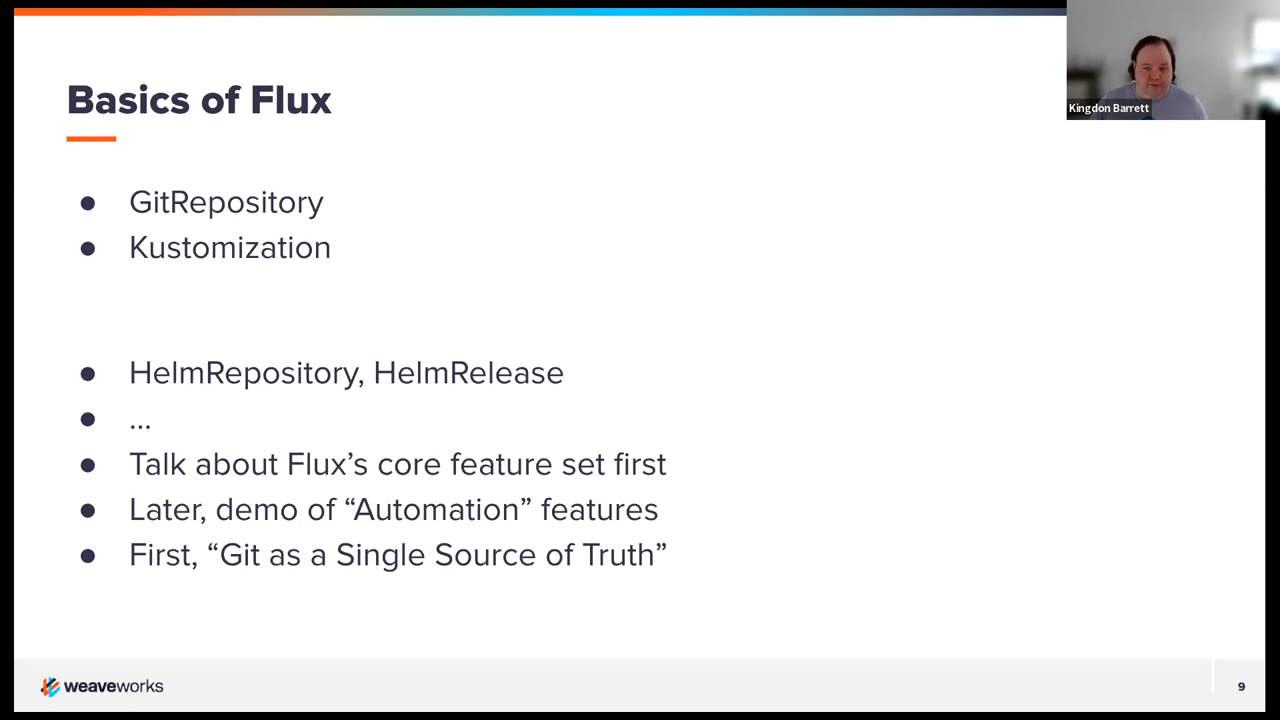 Basics of Flux
Kingdon Barrett
● GitRepository
● Kustomization
● HelmRepository, HelmRelease
● ...
● Talk about Flux’s core feature set first
● Later, demo of “Automation” features
● First, “Git as a Single Source of Truth”
weaveworks
9